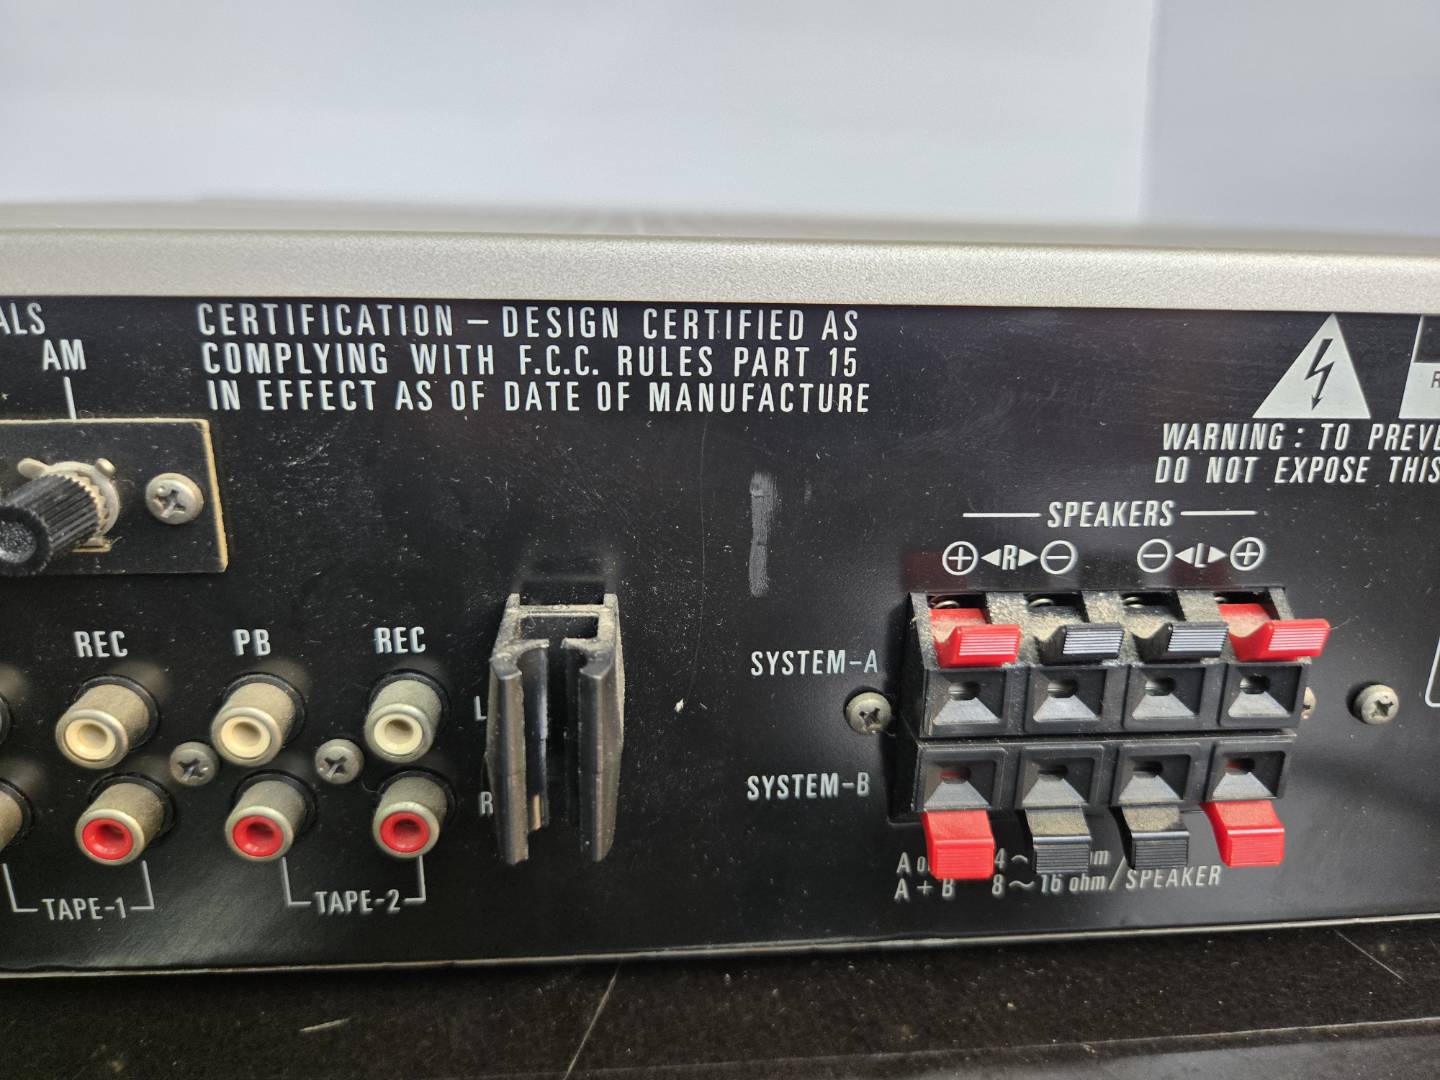 ALS
AM
CERTIFICATION – DESIGN CERTIFIED AS
COMPLYING WITH F.C.C. RULES PART 15
IN EFFECT AS OF DATE OF MANUFACTURE
WARNING : TO PREVE
DO NOT EXPOSE THIS
SPEAKERS
+ ◄R► − − ◄L► +
REC PB REC
SYSTEM-A
L
SYSTEM-B
R
TAPE-1 TAPE-2
A 4~
A + B 8~16 ohm/SPEAKER